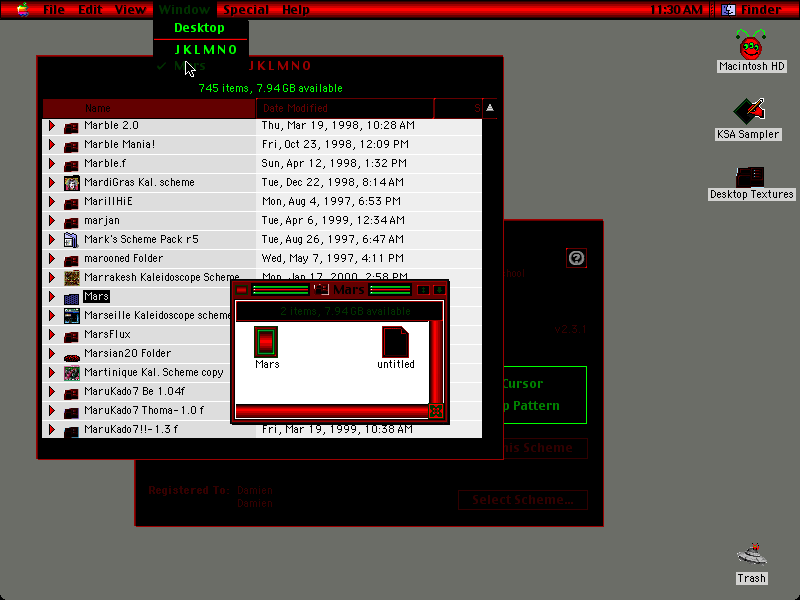 File Edit View Window Special Help 11:30 AM Finder
Desktop
JKLMNO
Mars
JKLMNO
745 items, 7.94 GB available
Name Date Modified S
Marble 2.0 Thu, Mar 19, 1998, 10:28 AM
Marble Mania! Fri, Oct 23, 1998, 12:09 PM
Marble.f Sun, Apr 12, 1998, 1:32 PM
MardiGras Kal. scheme Tue, Dec 22, 1998, 8:14 AM
MarillHiE Mon, Aug 4, 1997, 6:53 PM
marjan Tue, Apr 6, 1999, 12:34 AM
Mark's Scheme Pack r5 Tue, Aug 26, 1997, 6:47 AM
marooned Folder Wed, May 7, 1997, 4:11 PM
Marrakesh Kaleidoscope Scheme Mon, Jan 17, 2000, 2:58 PM
Mars
Marseille Kaleidoscope scheme
MarsFlux
Marsian20 Folder
Martinique Kal. Scheme copy
MaruKado7 Be 1.04f
MaruKado7 Thoma- 1.0 f
MaruKado7!!- 1.3 f Fri, Mar 19, 1999, 10:38 AM
Mars
2 items, 7.94 GB available
Mars
untitled
v2.3.1
Cursor
p Pattern
his Scheme
Registered To: Damien
Damien
Select Scheme...
Macintosh HD
KSA Sampler
Desktop Textures
Trash